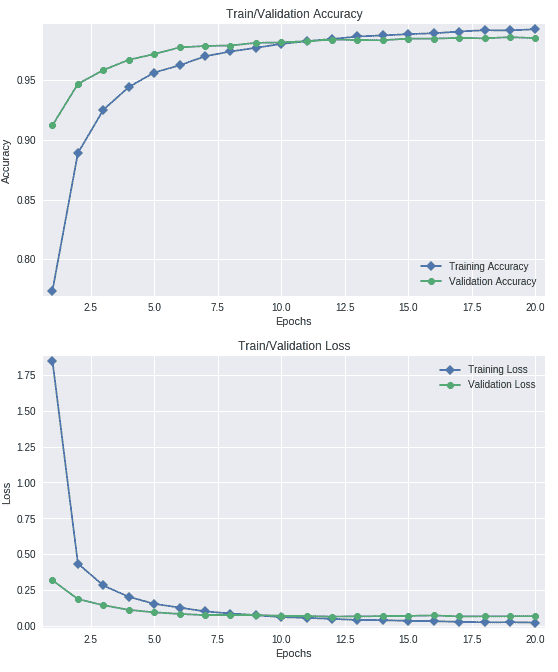 Train/Validation Accuracy
Accuracy
0.95
0.90
0.85
0.80
Training Accuracy
Validation Accuracy
2.5 5.0 7.5 10.0 12.5 15.0 17.5 20.0
Epochs
Train/Validation Loss
Loss
1.75
1.50
1.25
1.00
0.75
0.50
0.25
0.00
Training Loss
Validation Loss
2.5 5.0 7.5 10.0 12.5 15.0 17.5 20.0
Epochs